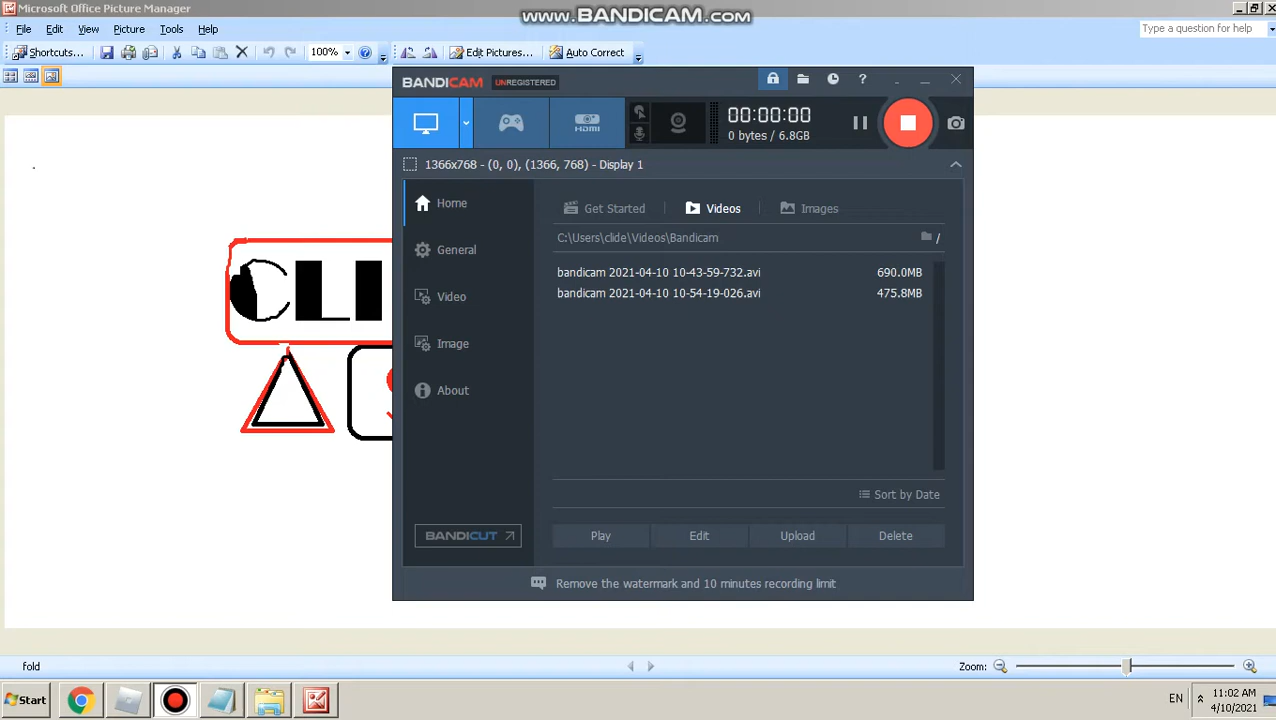 Microsoft Office Picture Manager
www.BANDICAM.com
File Edit View Picture Tools Help
Type a question for help
Shortcuts... 100% Edit Pictures... Auto Correct
BANDICAM UNREGISTERED
HDMI
00:00:00
0 bytes / 6.8GB
1366x768 - (0, 0), (1366, 768) - Display 1
Home
General
Video
Image
About
BANDICUT
Get Started Videos Images
C:\Users\clide\Videos\Bandicam /
bandicam 2021-04-10 10-43-59-732.avi 690.0MB
bandicam 2021-04-10 10-54-19-026.avi 475.8MB
Sort by Date
Play Edit Upload Delete
Remove the watermark and 10 minutes recording limit
CLI
fold
Zoom:
Start
EN
11:02 AM
4/10/2021